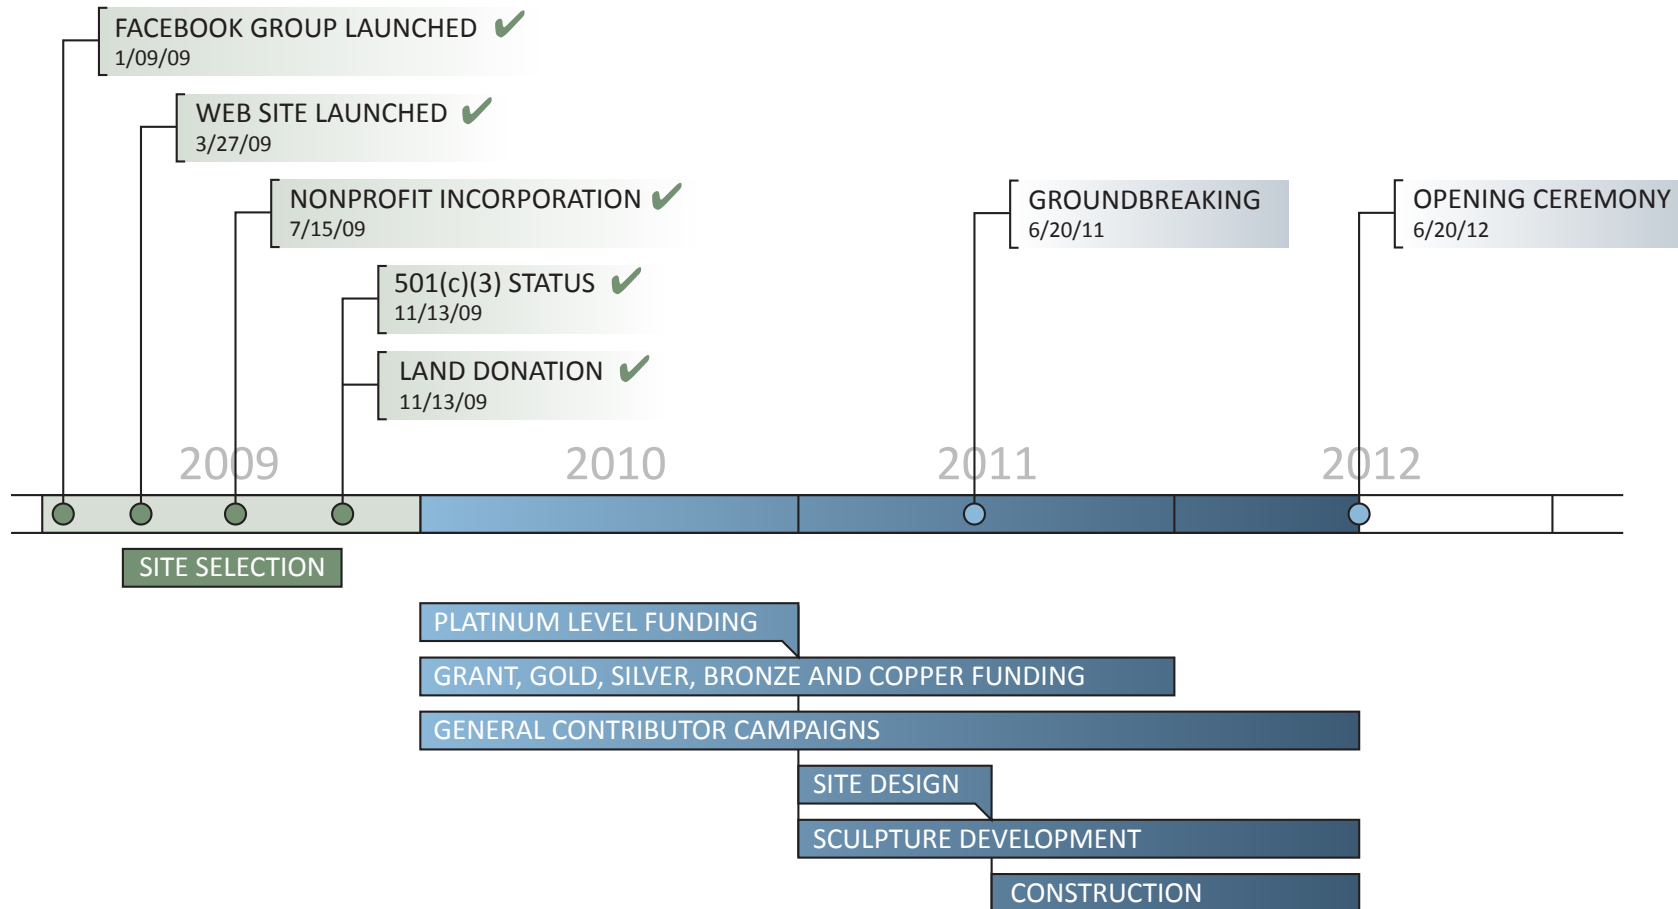 FACEBOOK GROUP LAUNCHED ✔
1/09/09
WEB SITE LAUNCHED ✔
3/27/09
NONPROFIT INCORPORATION ✔
7/15/09
GROUNDBREAKING
6/20/11
OPENING CEREMONY
6/20/12
501(c)(3) STATUS ✔
11/13/09
LAND DONATION ✔
11/13/09
2009 2010 2011 2012
SITE SELECTION
PLATINUM LEVEL FUNDING
GRANT, GOLD, SILVER, BRONZE AND COPPER FUNDING
GENERAL CONTRIBUTOR CAMPAIGNS
SITE DESIGN
SCULPTURE DEVELOPMENT
CONSTRUCTION